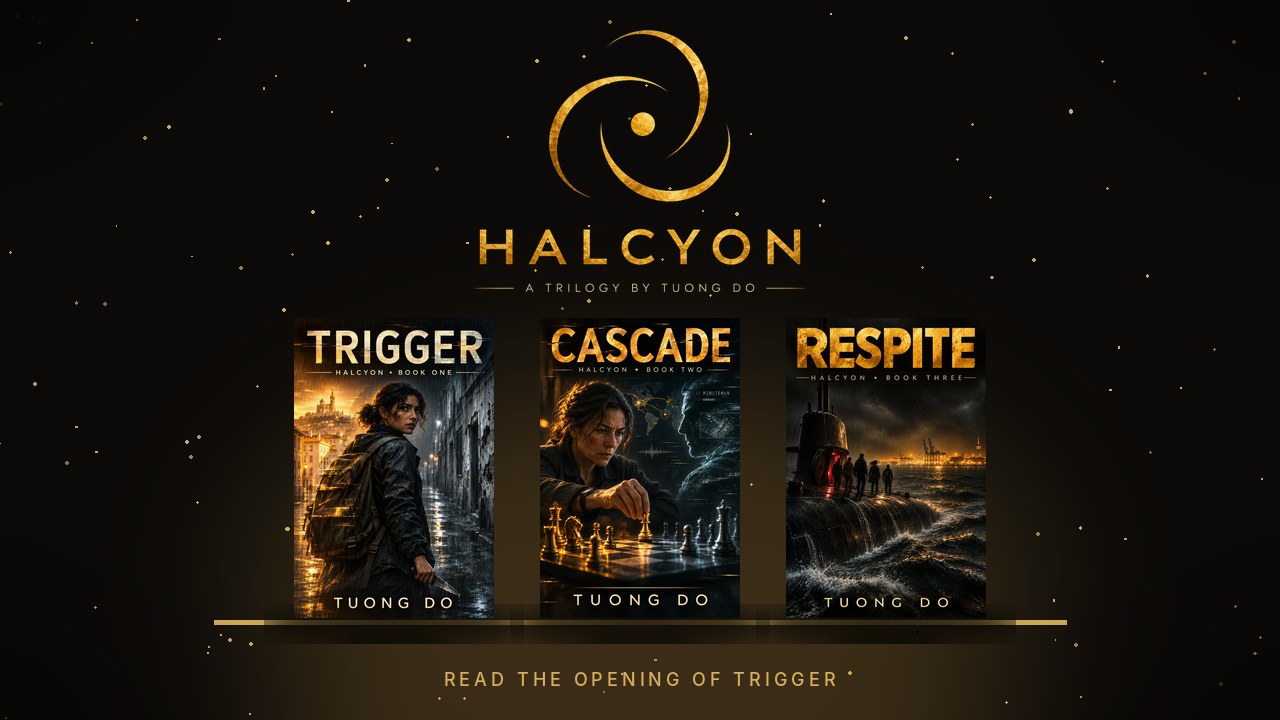 HALCYON
A TRILOGY BY TUONG DO
TRIGGER
HALCYON • BOOK ONE
TUONG DO
CASCADE
HALCYON • BOOK TWO
// MINUTEMAN
TUONG DO
RESPITE
HALCYON • BOOK THREE
TUONG DO
READ THE OPENING OF TRIGGER